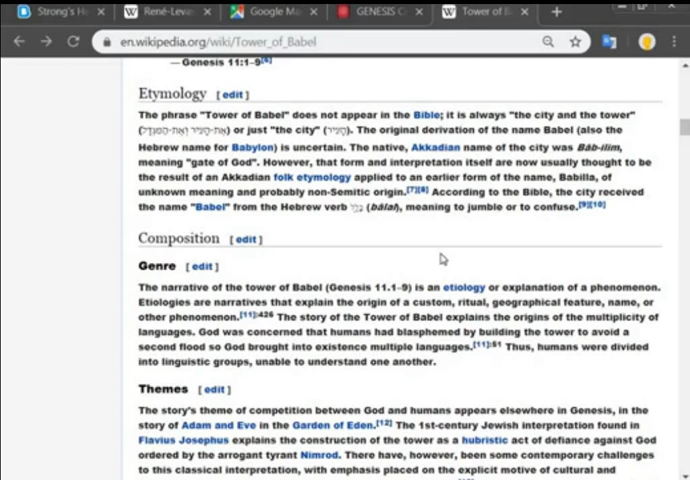 Strong's H
René-Leva
Google Ma
GENESIS C
Tower of B
en.wikipedia.org/wiki/Tower_of_Babel
— Genesis 11:1–9[6]
Etymology [ edit ]
The phrase "Tower of Babel" does not appear in the Bible; it is always "the city and the tower"
(אֶת-הָעִיר וְאֶת-הַמִּגְדָּל) or just "the city" (הָעִיר). The original derivation of the name Babel (also the
Hebrew name for Babylon) is uncertain. The native, Akkadian name of the city was Bāb-ilim,
meaning "gate of God". However, that form and interpretation itself are now usually thought to be
the result of an Akkadian folk etymology applied to an earlier form of the name, Babilla, of
unknown meaning and probably non-Semitic origin.[7][8] According to the Bible, the city received
the name "Babel" from the Hebrew verb (bālal), meaning to jumble or to confuse.[9][10]
Composition [ edit ]
Genre [ edit ]
The narrative of the tower of Babel (Genesis 11.1–9) is an etiology or explanation of a phenomenon.
Etiologies are narratives that explain the origin of a custom, ritual, geographical feature, name, or
other phenomenon.[11]:426 The story of the Tower of Babel explains the origins of the multiplicity of
languages. God was concerned that humans had blasphemed by building the tower to avoid a
second flood so God brought into existence multiple languages.[11]:51 Thus, humans were divided
into linguistic groups, unable to understand one another.
Themes [ edit ]
The story's theme of competition between God and humans appears elsewhere in Genesis, in the
story of Adam and Eve in the Garden of Eden.[12] The 1st-century Jewish interpretation found in
Flavius Josephus explains the construction of the tower as a hubristic act of defiance against God
ordered by the arrogant tyrant Nimrod. There have, however, been some contemporary challenges
to this classical interpretation, with emphasis placed on the explicit motive of cultural and